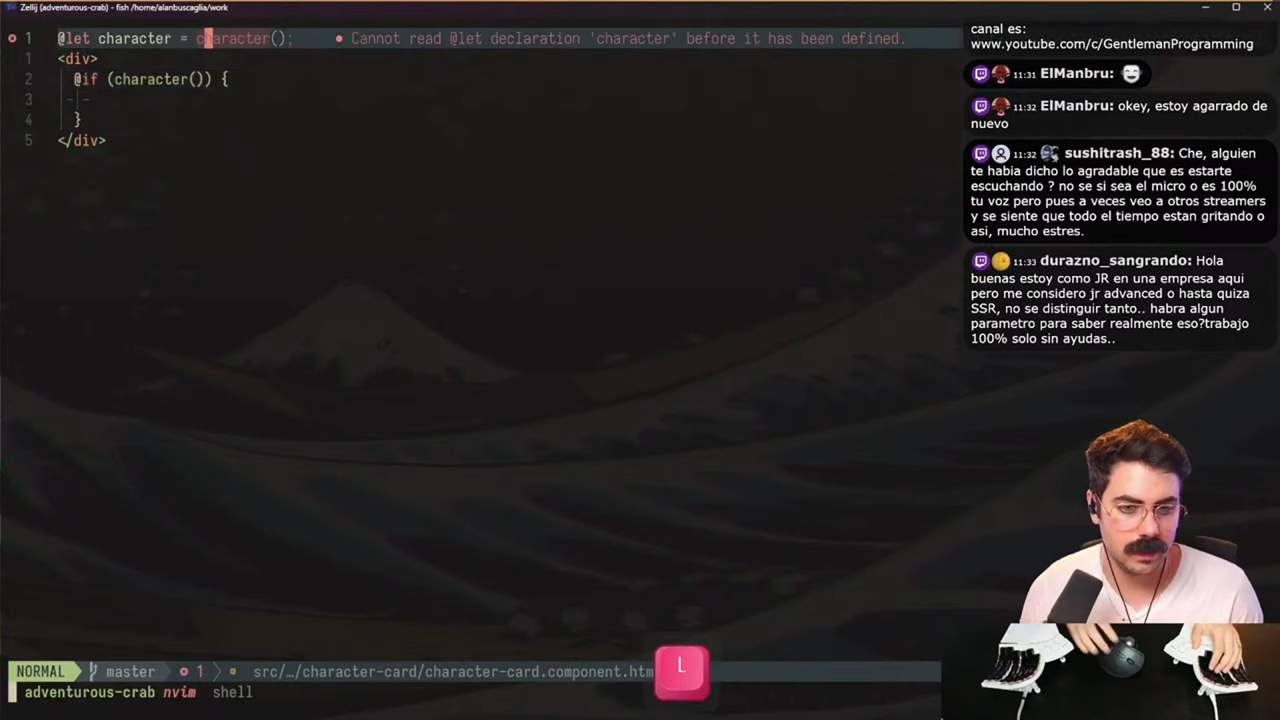 Zellij (adventurous-crab) - fish /home/alanbuscaglia/work
1 @let character = character(); ● Cannot read @let declaration 'character' before it has been defined.
1 <div>
2 @if (character()) {
3
4 }
5 </div>
canal es:
www.youtube.com/c/GentlemanProgramming
11:31 ElManbru:
11:32 ElManbru: okey, estoy agarrado de
nuevo
11:32 sushitrash_88: Che, alguien
te habia dicho lo agradable que es estarte
escuchando ? no se si sea el micro o es 100%
tu voz pero pues a veces veo a otros streamers
y se siente que todo el tiempo estan gritando o
asi, mucho estres.
11:33 durazno_sangrando: Hola
buenas estoy como JR en una empresa aqui
pero me considero jr advanced o hasta quiza
SSR, no se distinguir tanto.. habra algun
parametro para saber realmente eso?trabajo
100% solo sin ayudas..
L
NORMAL master 1 src/…/character-card/character-card.component.htm
adventurous-crab nvim shell